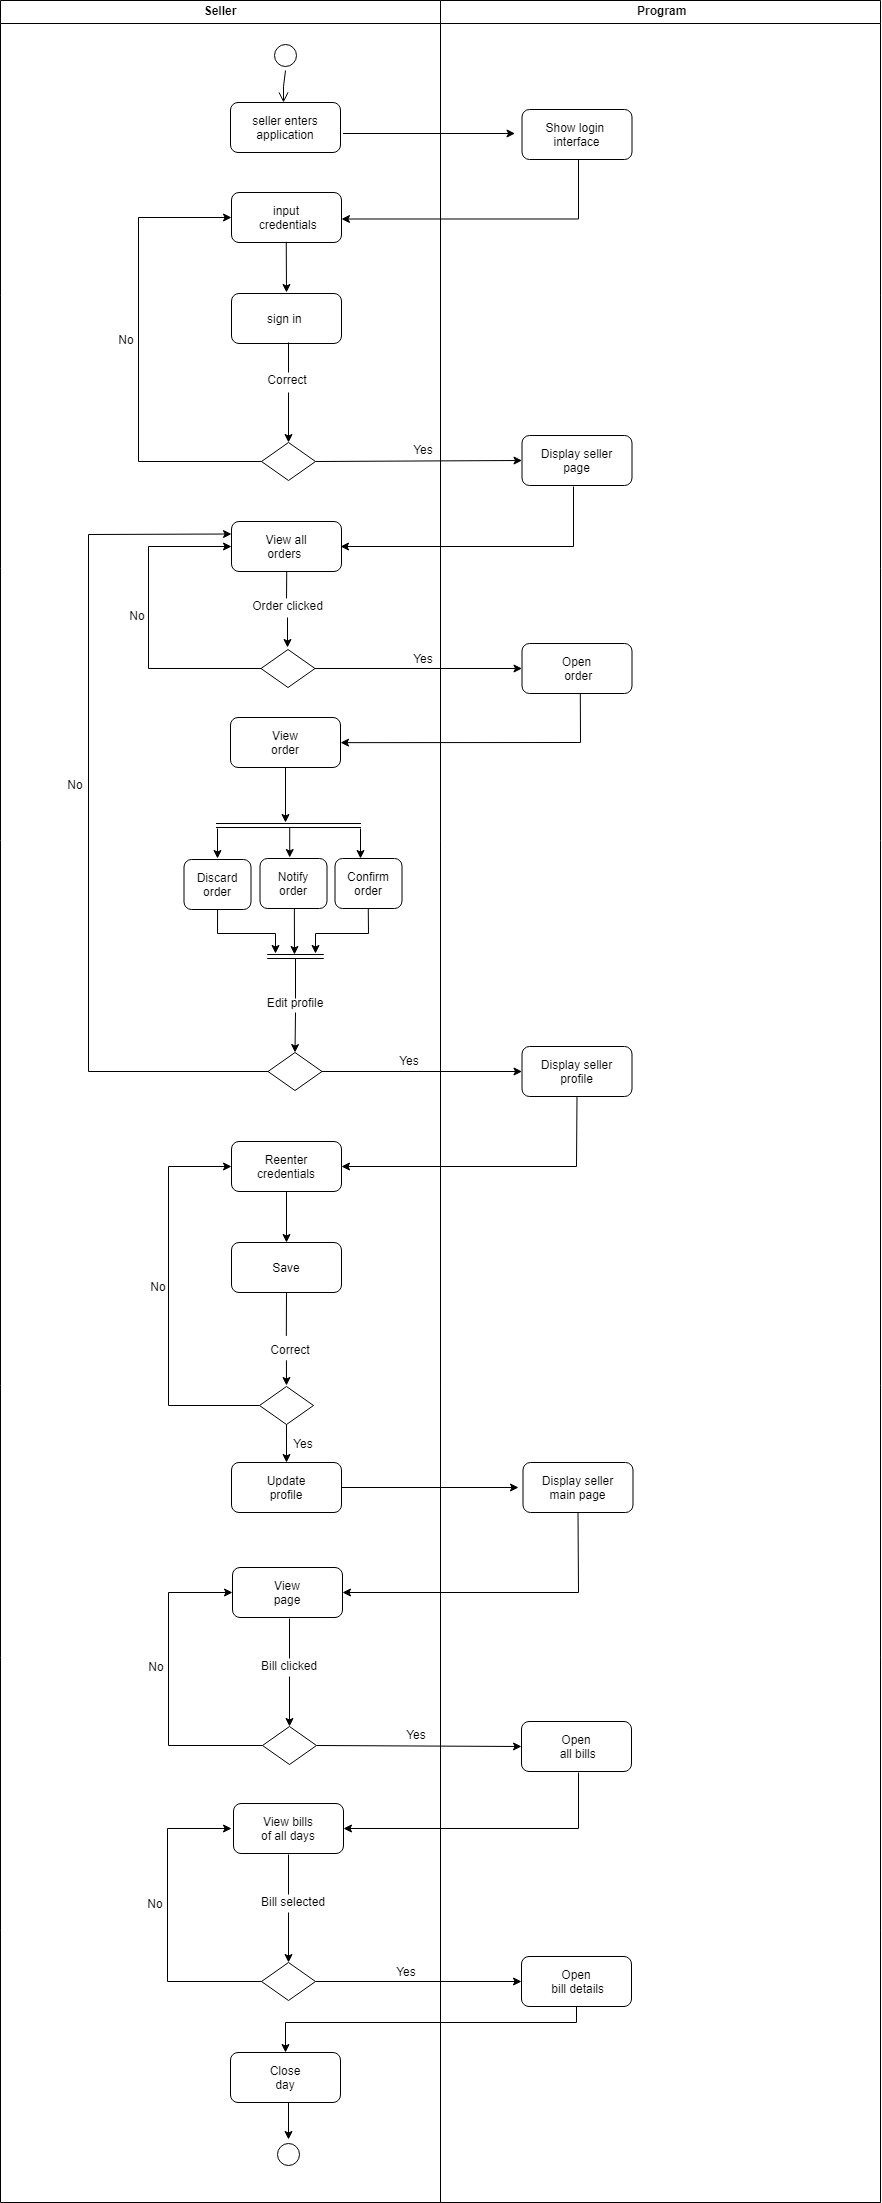 Seller
Program
seller enters
application
Show login
interface
input
credentials
sign in
No
Correct
Yes
Display seller
page
View all
orders
Order clicked
No
Yes
Open
order
View
order
No
Discard
order
Notify
order
Confirm
order
Edit profile
Yes
Display seller
profile
Reenter
credentials
Save
No
Correct
Yes
Update
profile
Display seller
main page
View
page
No
Bill clicked
Yes
Open
all bills
View bills
of all days
No
Bill selected
Yes
Open
bill details
Close
day